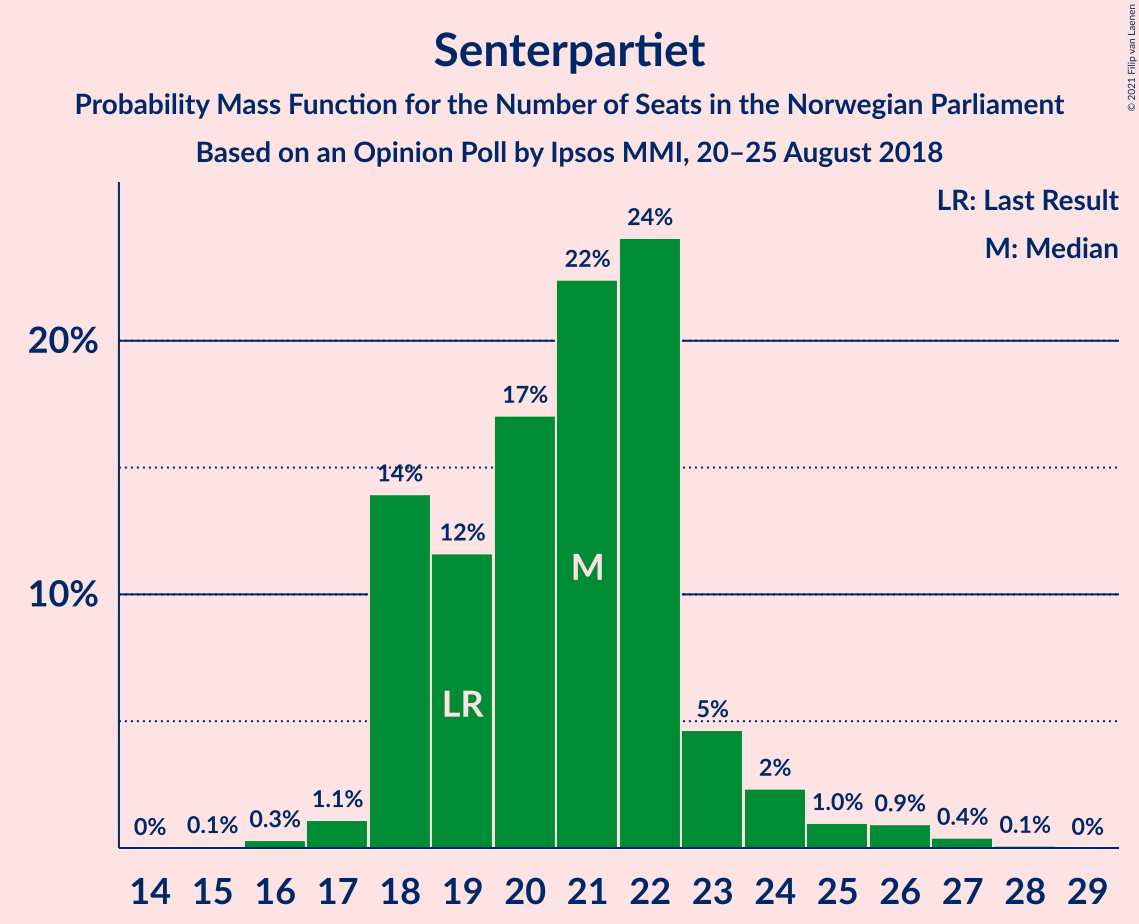 Senterpartiet
Probability Mass Function for the Number of Seats in the Norwegian Parliament
Based on an Opinion Poll by Ipsos MMI, 20–25 August 2018
© 2021 Filip van Laenen
LR: Last Result
M: Median
20%
10%
0%
0.1%
0.3%
1.1%
14%
12%
17%
22%
24%
5%
2%
1.0%
0.9%
0.4%
0.1%
0%
LR
M
14 15 16 17 18 19 20 21 22 23 24 25 26 27 28 29